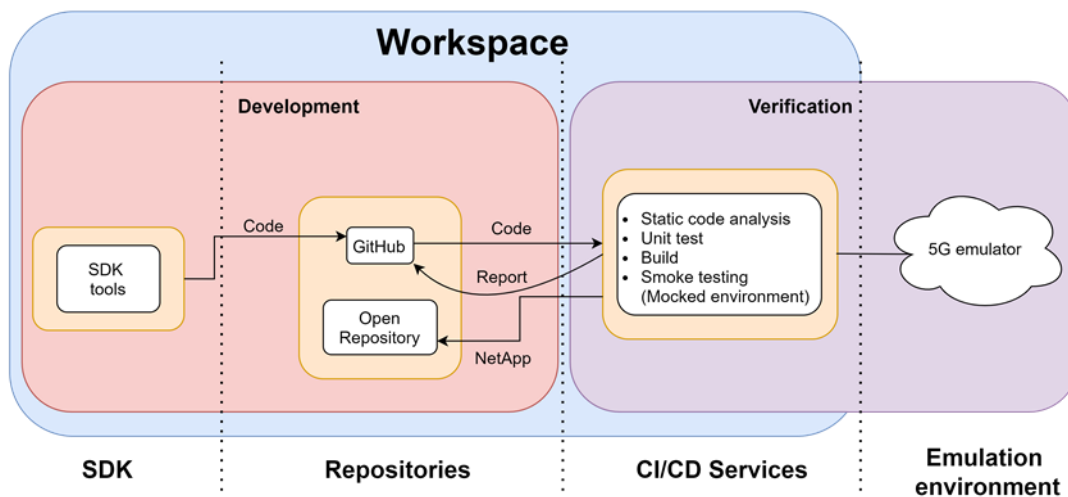 Workspace
Development
Verification
SDK
tools
Code
GitHub
Open
Repository
Code
Report
NetApp
• Static code analysis
• Unit test
• Build
• Smoke testing
(Mocked environment)
5G emulator
SDK
Repositories
CI/CD Services
Emulation
environment